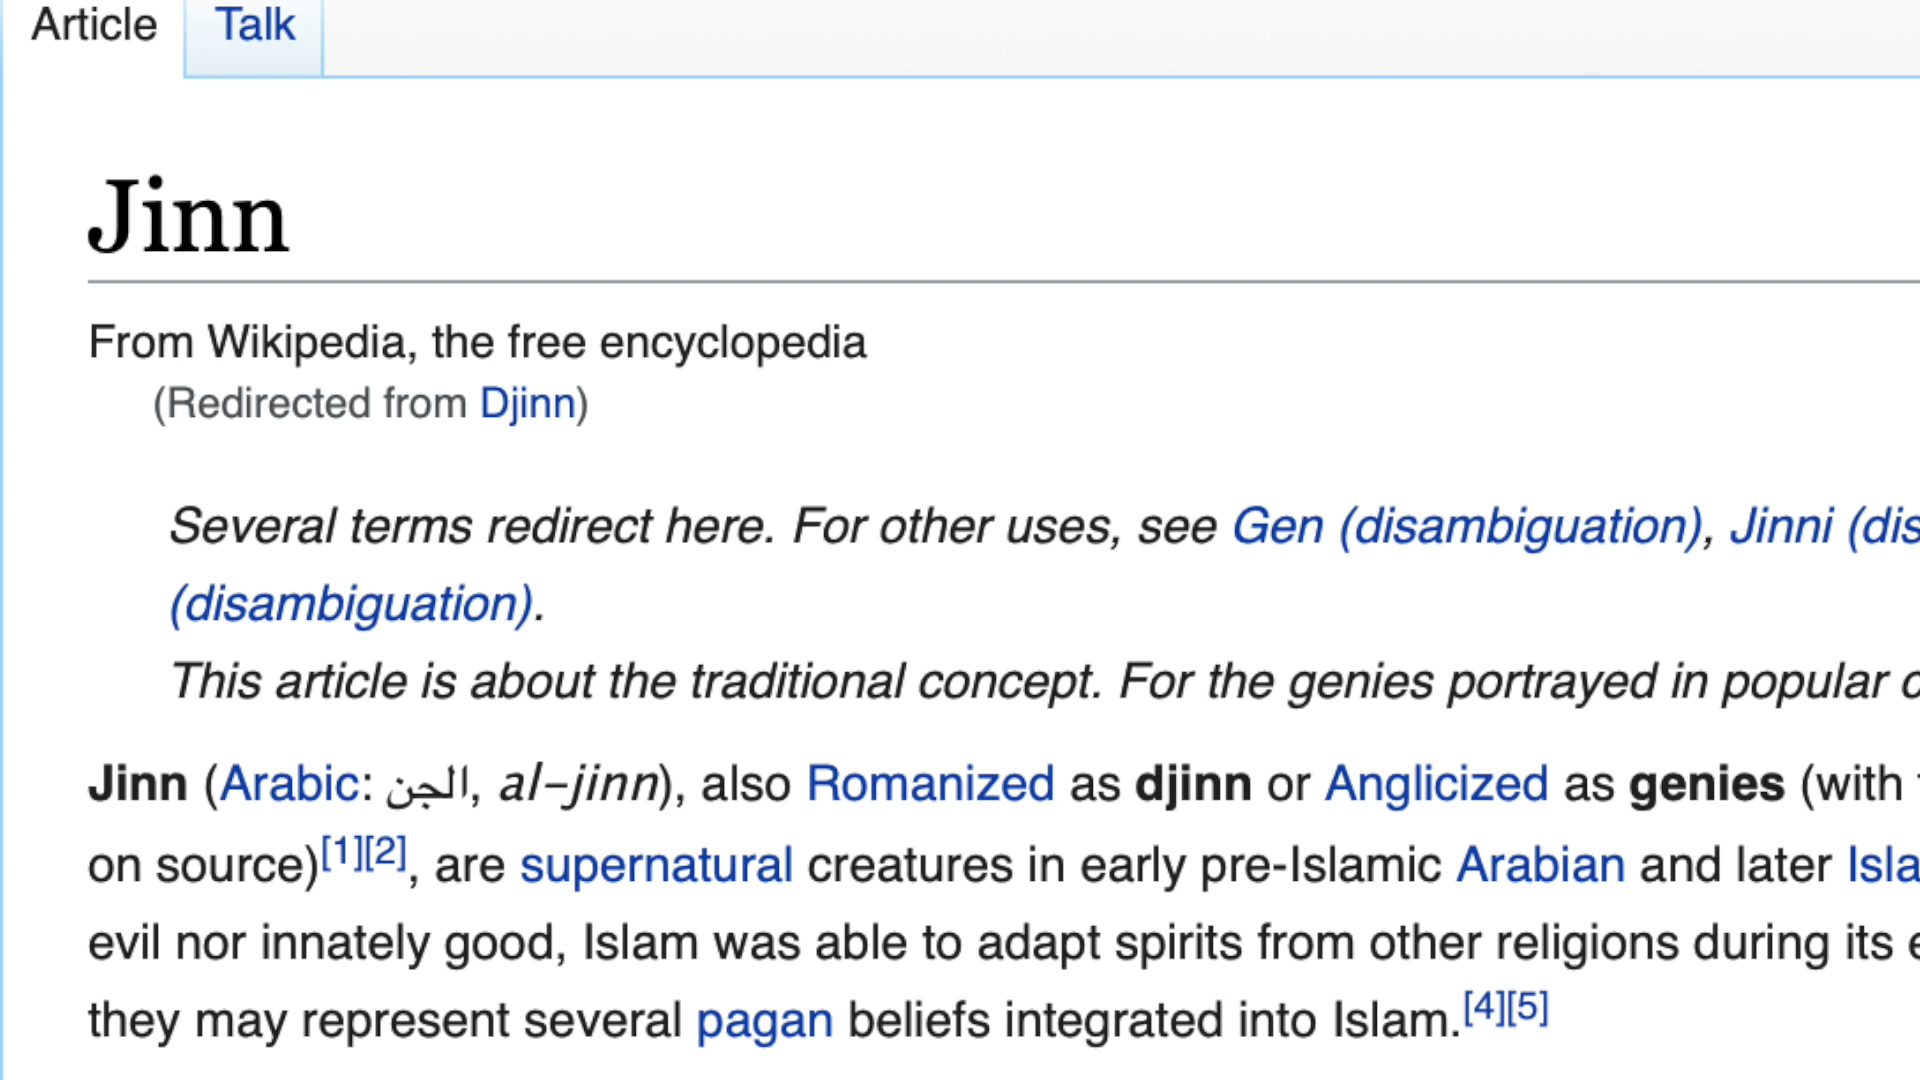 Article Talk
Jinn
From Wikipedia, the free encyclopedia
(Redirected from Djinn)
Several terms redirect here. For other uses, see Gen (disambiguation), Jinni (dis
(disambiguation).
This article is about the traditional concept. For the genies portrayed in popular
Jinn (Arabic: الجن, al-jinn), also Romanized as djinn or Anglicized as genies (with
on source)[1][2], are supernatural creatures in early pre-Islamic Arabian and later Isla
evil nor innately good, Islam was able to adapt spirits from other religions during its
they may represent several pagan beliefs integrated into Islam.[4][5]